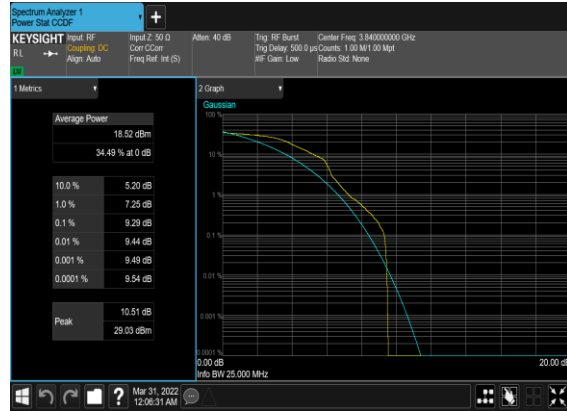 Spectrum Analyzer 1
Power Stat CCDF
+
KEYSIGHT
RL
Input: RF
Coupling: DC
Align: Auto
Input Z: 50 Ω
Corr CCorr
Freq Ref: Int (S)
Atten: 40 dB
Trig: RF Burst
Trig Delay: 500.0 µs
#IF Gain: Low
Center Freq: 3.840000000 GHz
Counts: 1.00 M/1.00 Mpt
Radio Std: None
1 Metrics
Average Power
18.52 dBm
34.49 % at 0 dB
10.0 % 5.20 dB
1.0 % 7.25 dB
0.1 % 9.29 dB
0.01 % 9.44 dB
0.001 % 9.49 dB
0.0001 % 9.54 dB
Peak
10.51 dB
29.03 dBm
2 Graph
Gaussian
100 %
10 %
1 %
0.1 %
0.01 %
0.001 %
0.0001 %
0.00 dB
20.00 dB
Info BW 25.000 MHz
?
Mar 31, 2022
12:06:31 AM